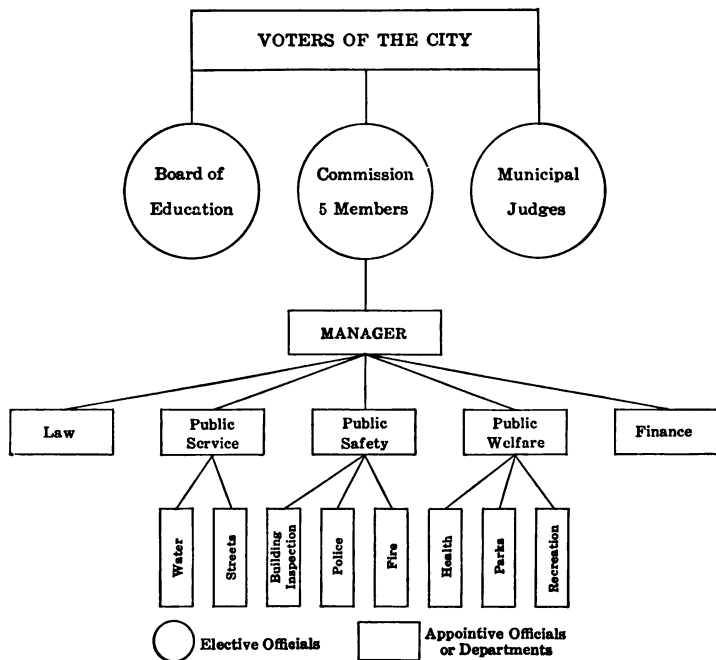 VOTERS OF THE CITY
Board of
Education
Commission
5 Members
Municipal
Judges
MANAGER
Law
Public
Service
Public
Safety
Public
Welfare
Finance
Water
Streets
Building
Inspection
Police
Fire
Health
Parks
Recreation
Elective Officials
Appointive Officials
or Departments